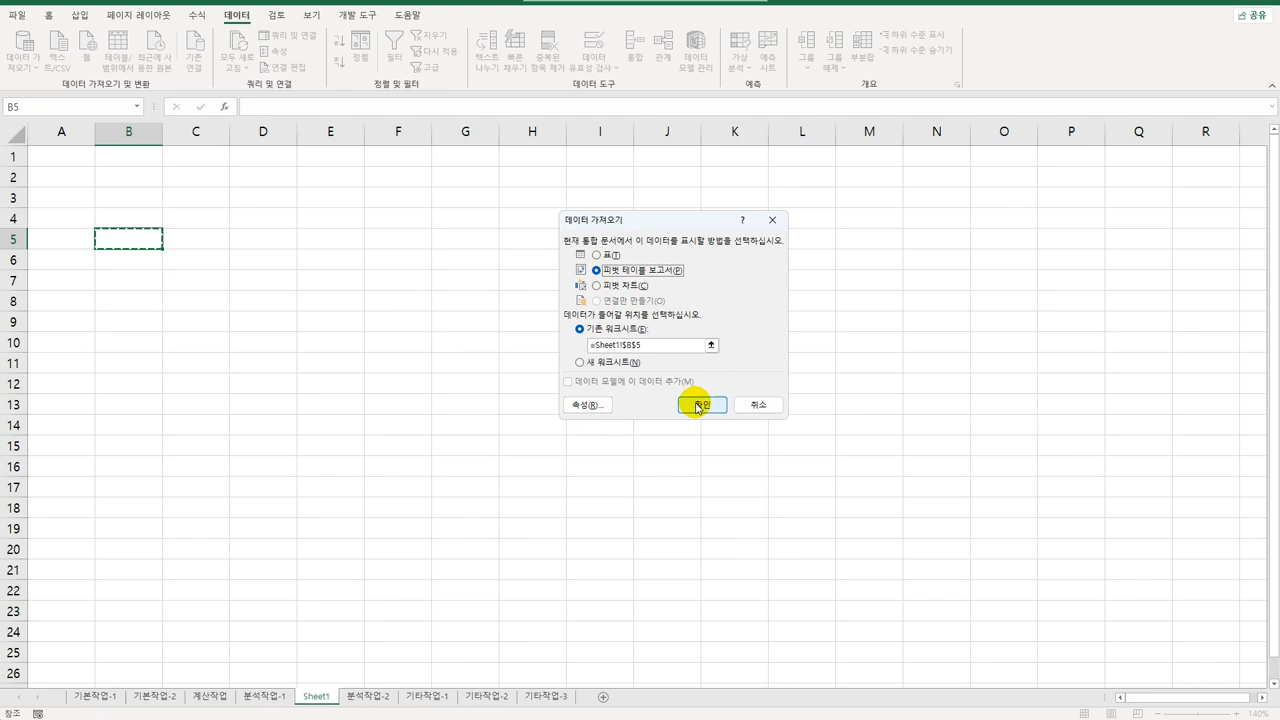 파일 홈 삽입 페이지 레이아웃 수식 데이터 검토 보기 개발 도구 도움말 공유
데이터 가져오기
텍스트/CSV
웹
테이블/범위에서
최근에 사용한 원본
기존 연결
모두 새로 고침
쿼리 및 연결
속성
연결 편집
정렬
필터
지우기
다시 적용
고급
텍스트 나누기
빠른 채우기
중복된 항목 제거
데이터 유효성 검사
통합
관계
데이터 모델 관리
가상 분석
예측 시트
그룹
그룹 해제
부분합
하위 수준 표시
하위 수준 숨기기
데이터 가져오기 및 변환 쿼리 및 연결 정렬 및 필터 데이터 도구 예측 개요
B5 fx
A B C D E F G H I J K L M N O P Q R
1
2
3
4
5
6
7
8
9
10
11
12
13
14
15
16
17
18
19
20
21
22
23
24
25
26
데이터 가져오기 ?
현재 통합 문서에서 이 데이터를 표시할 방법을 선택하십시오.
표(T)
피벗 테이블 보고서(P)
피벗 차트(C)
연결만 만들기(O)
데이터가 들어갈 위치를 선택하십시오.
기존 워크시트(E):
=Sheet1!$B$5
새 워크시트(N)
데이터 모델에 이 데이터 추가(M)
속성(R)... 확인 취소
기본작업-1 기본작업-2 계산작업 분석작업-1 Sheet1 분석작업-2 기타작업-1 기타작업-2 기타작업-3
참조 140%